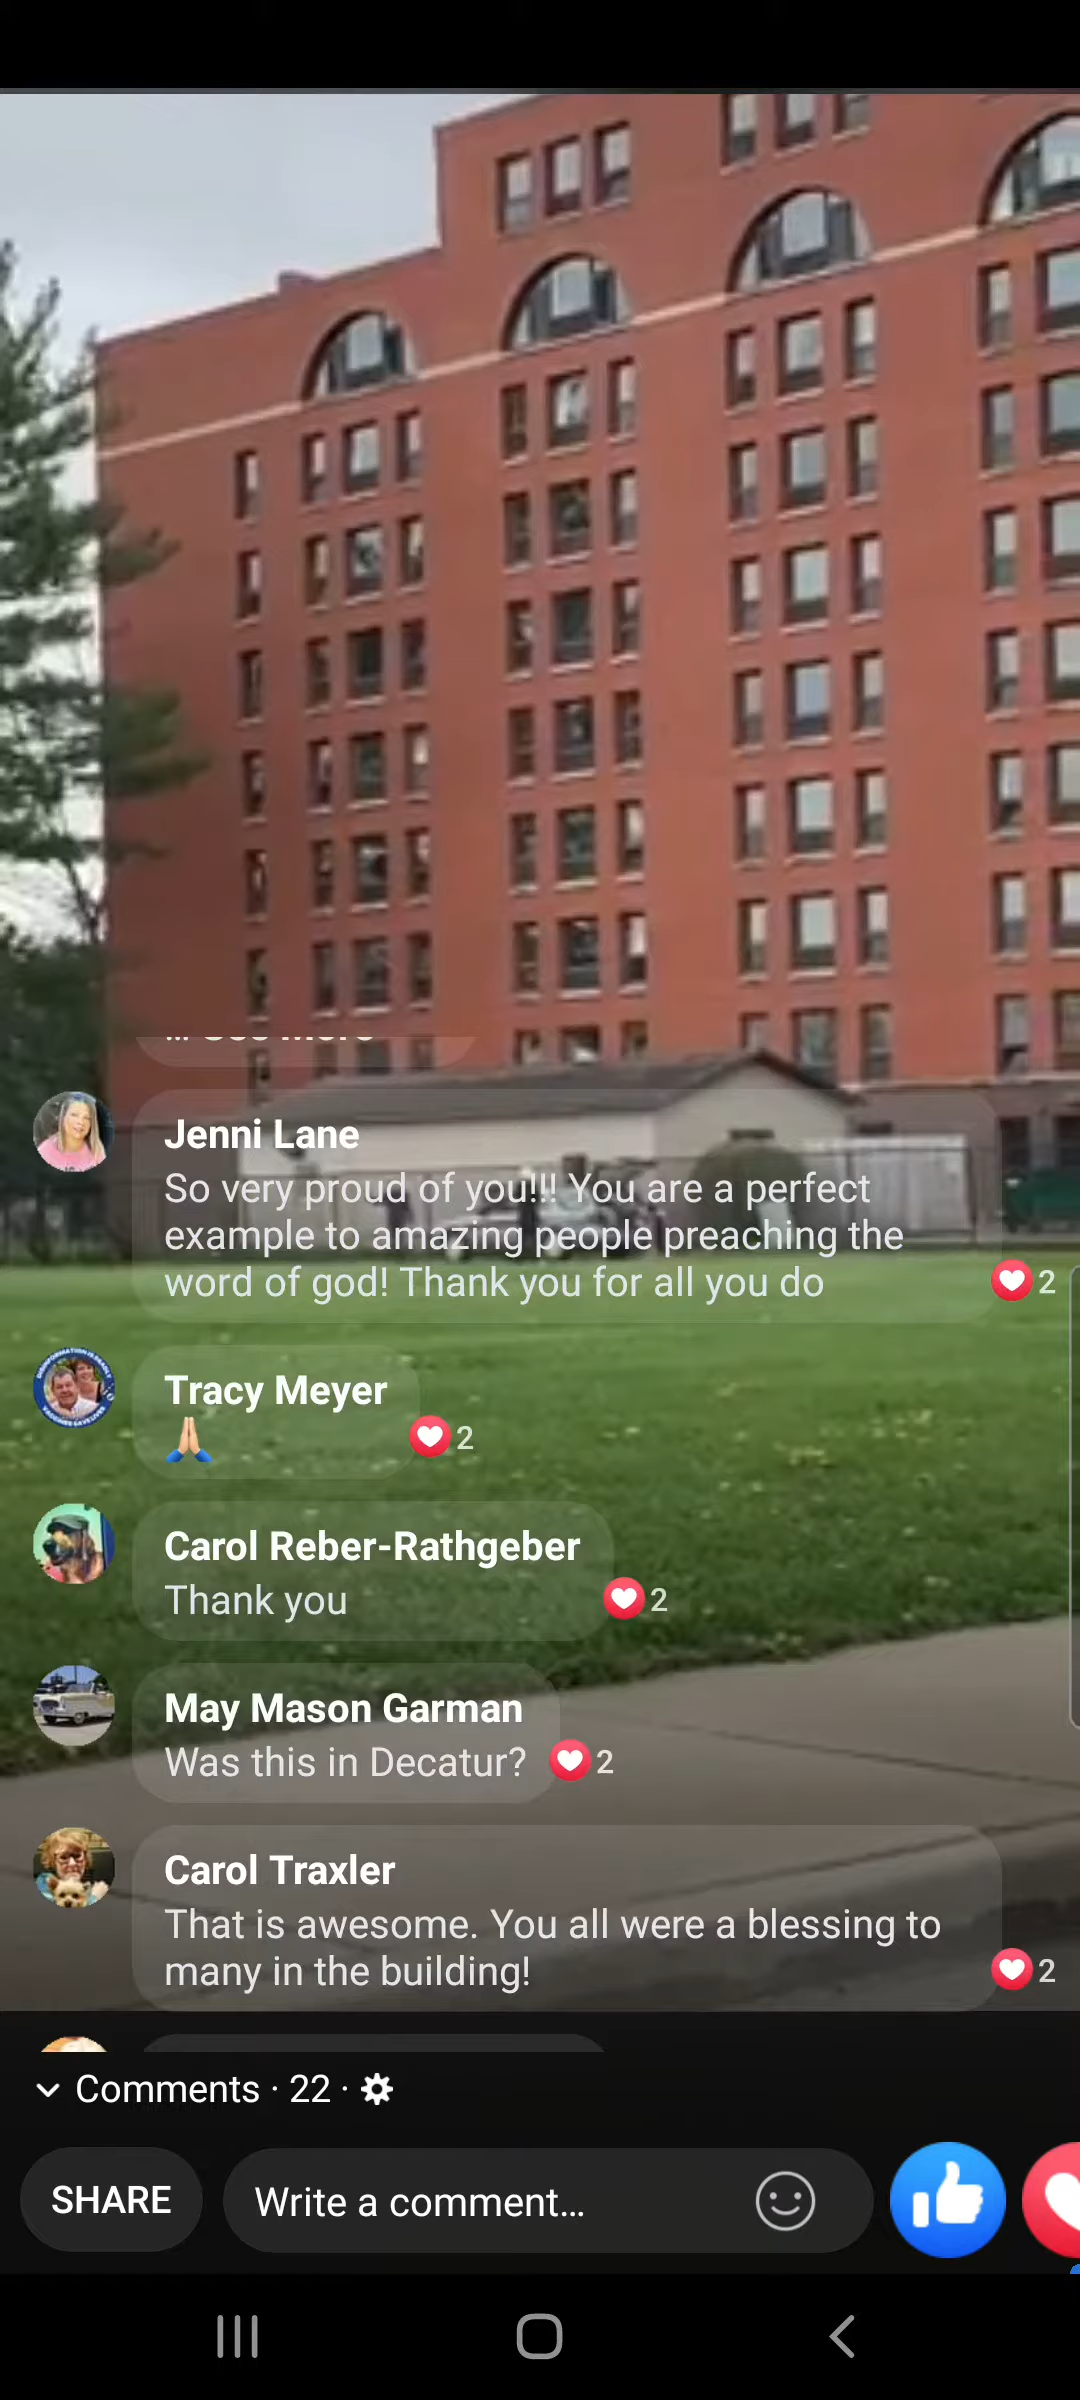 ... See More
Jenni Lane
So very proud of you!!! You are a perfect
example to amazing people preaching the
word of god! Thank you for all you do
2
Tracy Meyer
🙏🏼
2
Carol Reber-Rathgeber
Thank you
2
May Mason Garman
Was this in Decatur?
2
Carol Traxler
That is awesome. You all were a blessing to
many in the building!
2
Comments · 22 ·
SHARE
Write a comment...